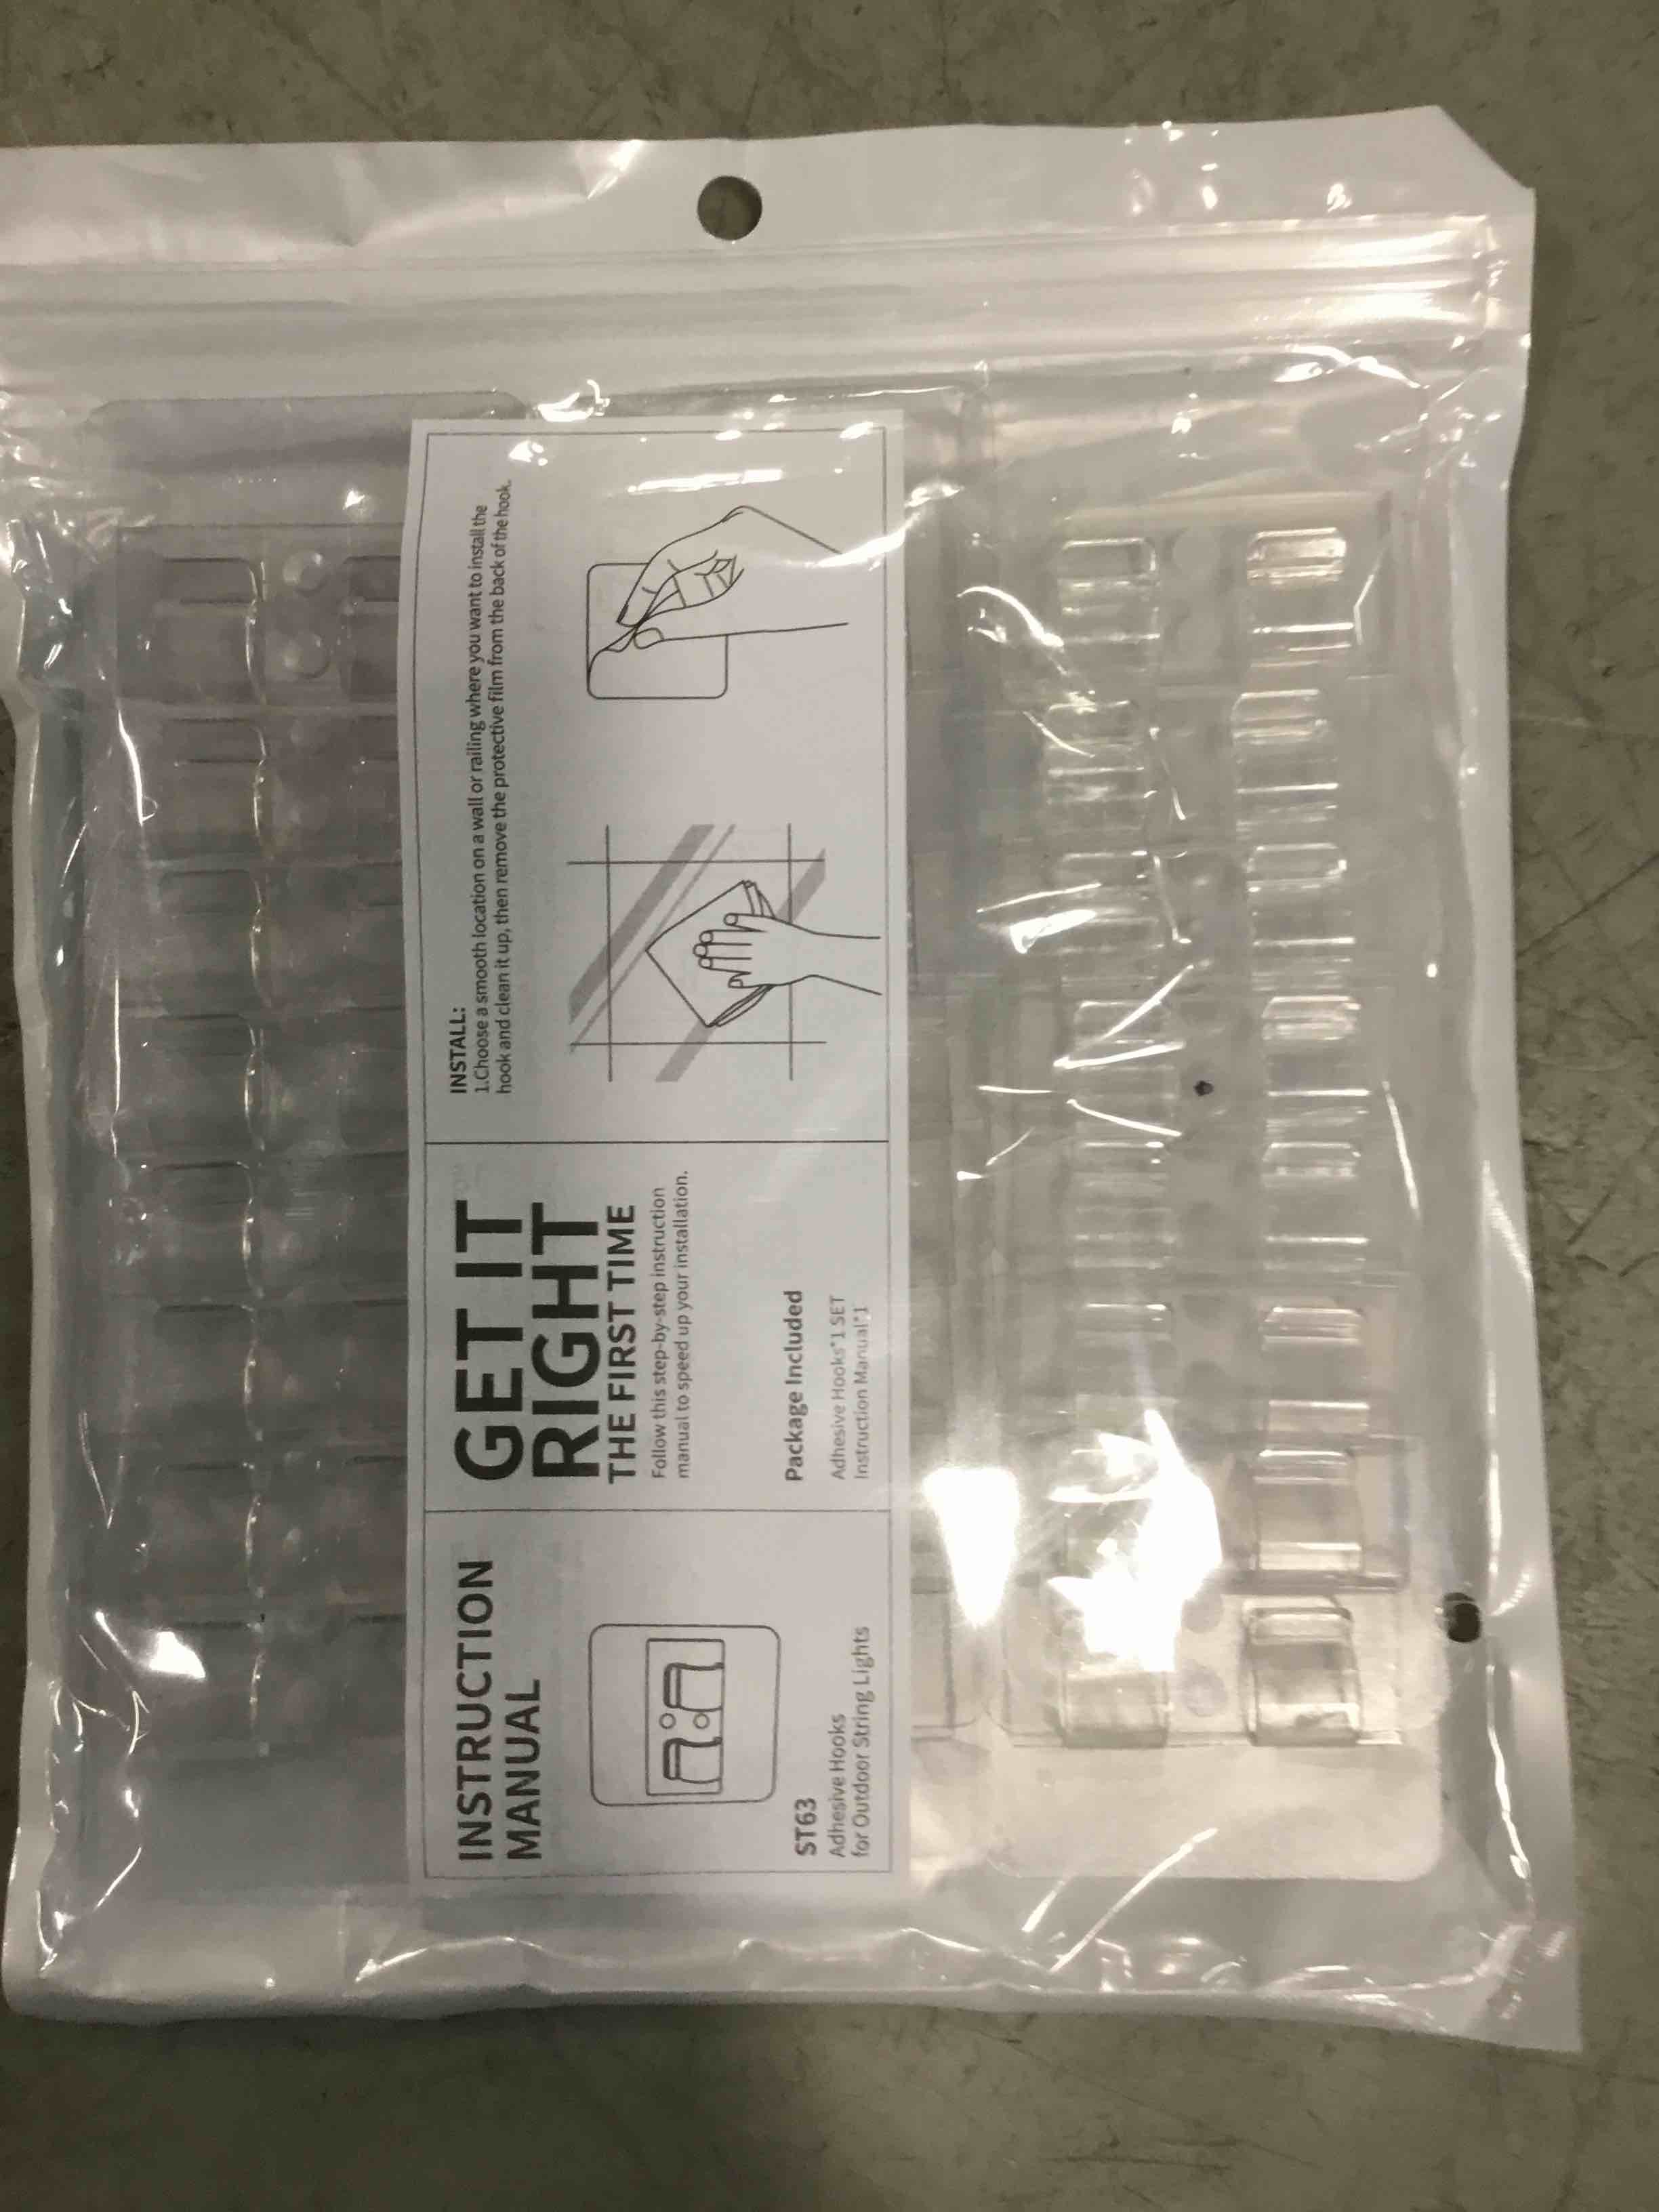 INSTRUCTION
MANUAL
ST63
Adhesive Hooks
for Outdoor String Lights
GET IT
RIGHT
THE FIRST TIME
Follow this step-by-step instruction
manual to speed up your installation.
Package Included
Adhesive Hooks*1 SET
Instruction Manual*1
INSTALL:
1.Choose a smooth location on a wall or railing where you want to install the
hook and clean it up, then remove the protective film from the back of the hook.